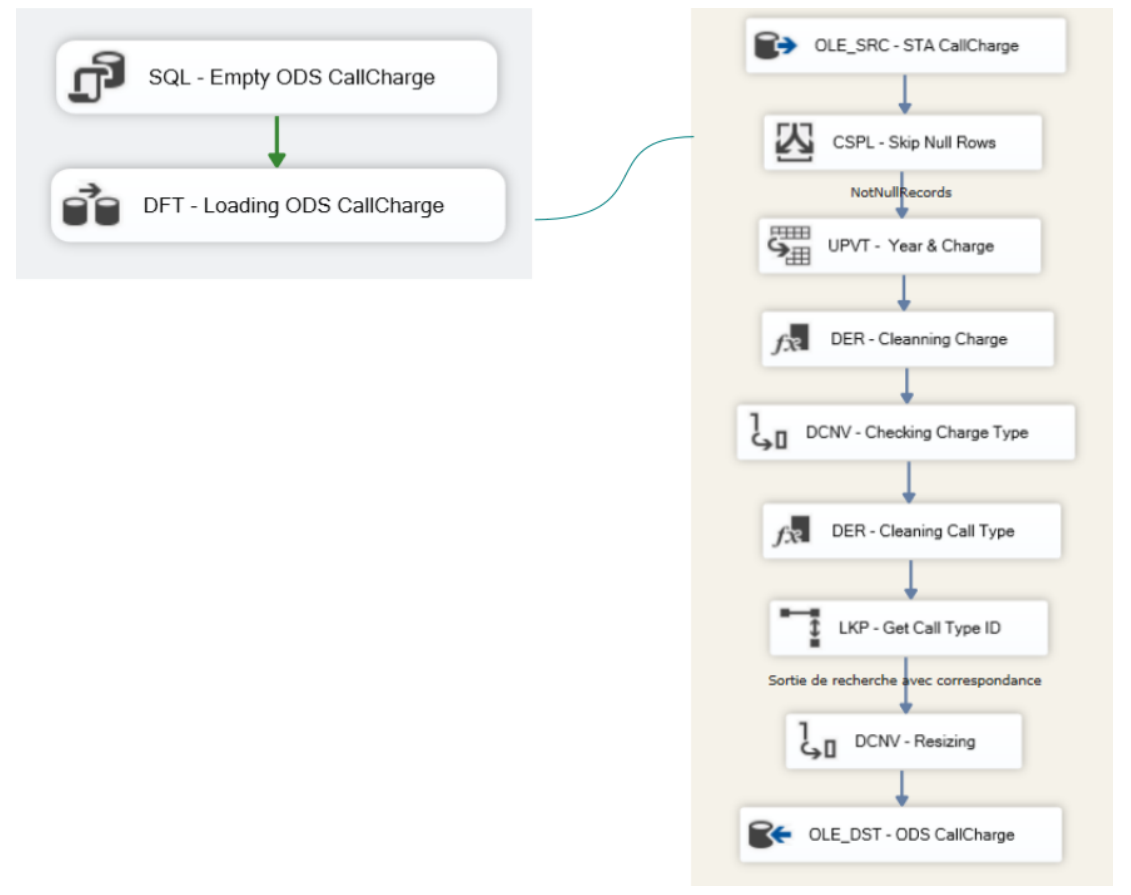 SQL - Empty ODS CallCharge
DFT - Loading ODS CallCharge
OLE_SRC - STA CallCharge
CSPL - Skip Null Rows
NotNullRecords
UPVT - Year & Charge
DER - Cleanning Charge
DCNV - Checking Charge Type
DER - Cleaning Call Type
LKP - Get Call Type ID
Sortie de recherche avec correspondance
DCNV - Resizing
OLE_DST - ODS CallCharge